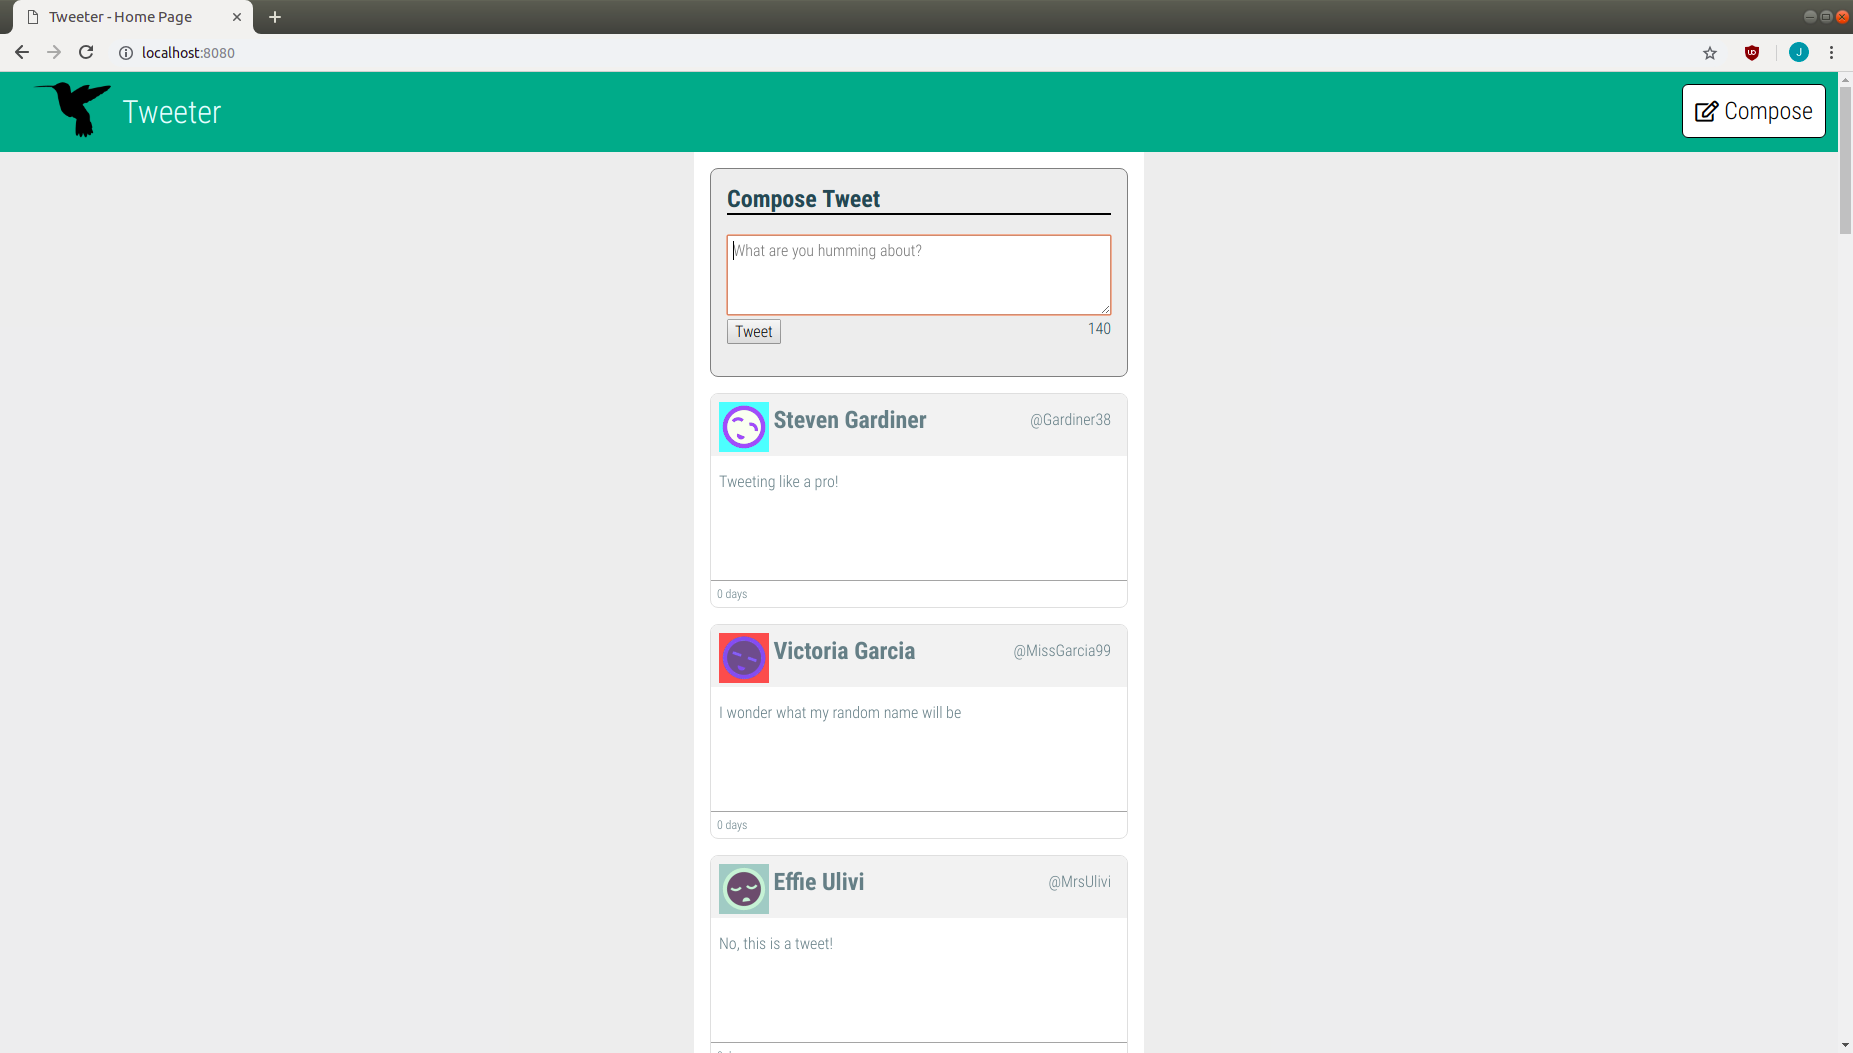 Tweeter - Home Page
localhost:8080
J
Tweeter
Compose
Compose Tweet
What are you humming about?
Tweet
140
Steven Gardiner
@Gardiner38
Tweeting like a pro!
0 days
Victoria Garcia
@MissGarcia99
I wonder what my random name will be
0 days
Effie Ulivi
@MrsUlivi
No, this is a tweet!